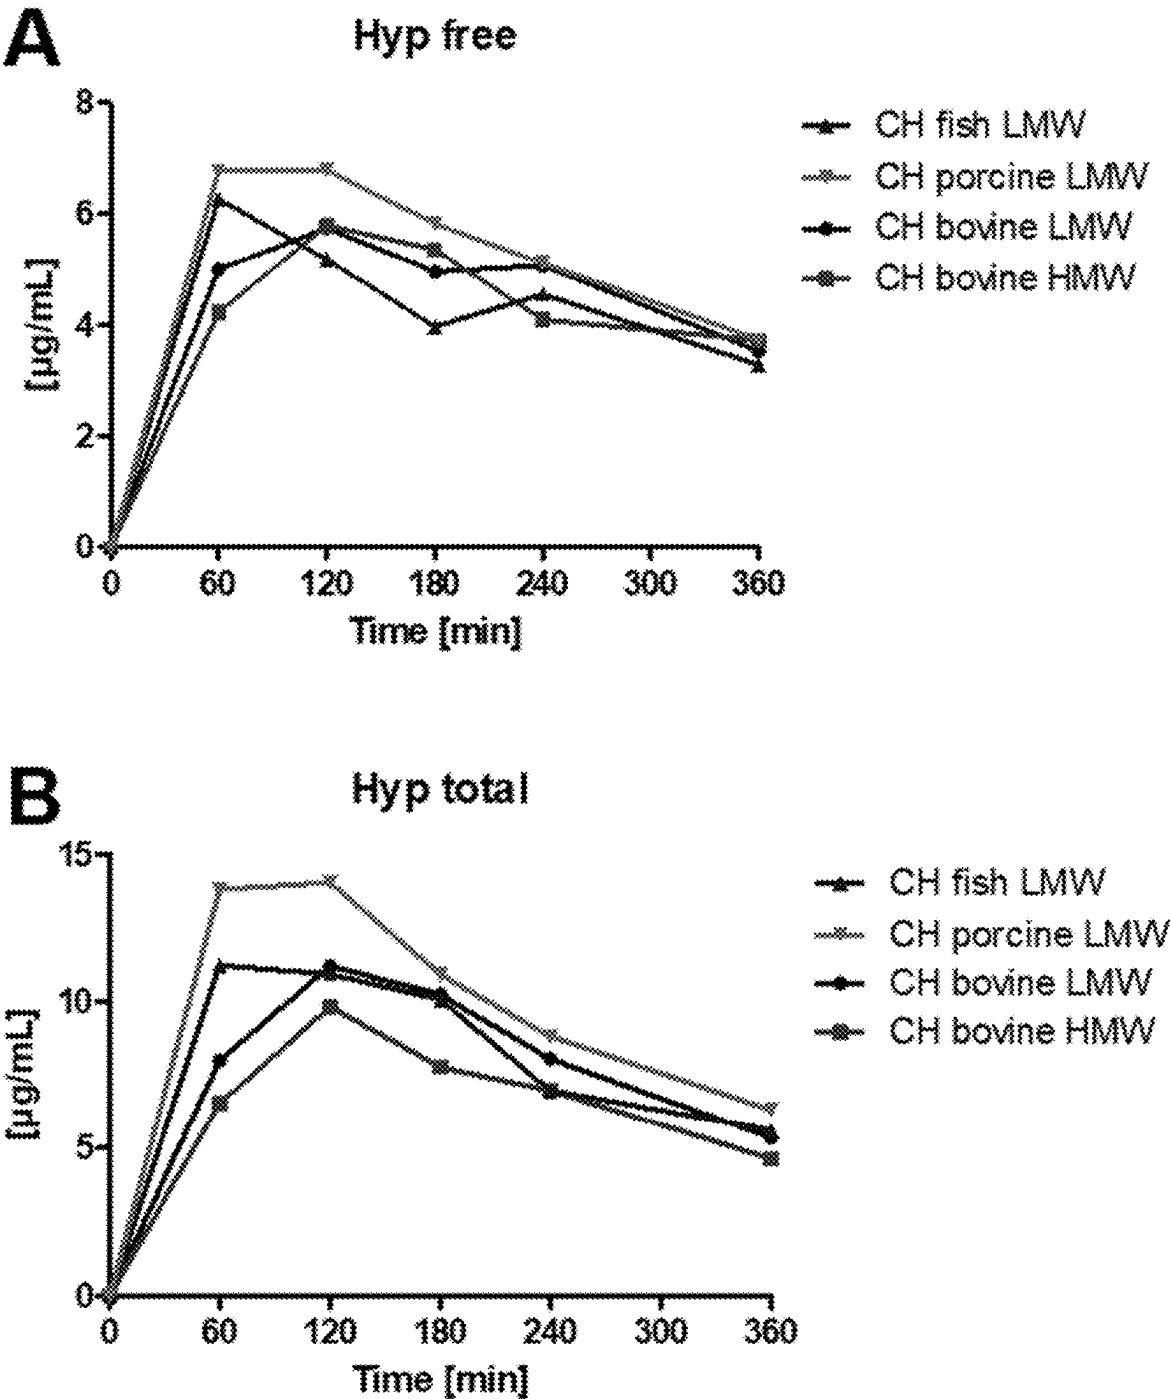 A
Hyp free
8
6
4
2
0
[µg/mL]
0 60 120 180 240 300 360
Time [min]
CH fish LMW
CH porcine LMW
CH bovine LMW
CH bovine HMW
B
Hyp total
15
10
5
0
[µg/mL]
0 60 120 180 240 300 360
Time [min]
CH fish LMW
CH porcine LMW
CH bovine LMW
CH bovine HMW